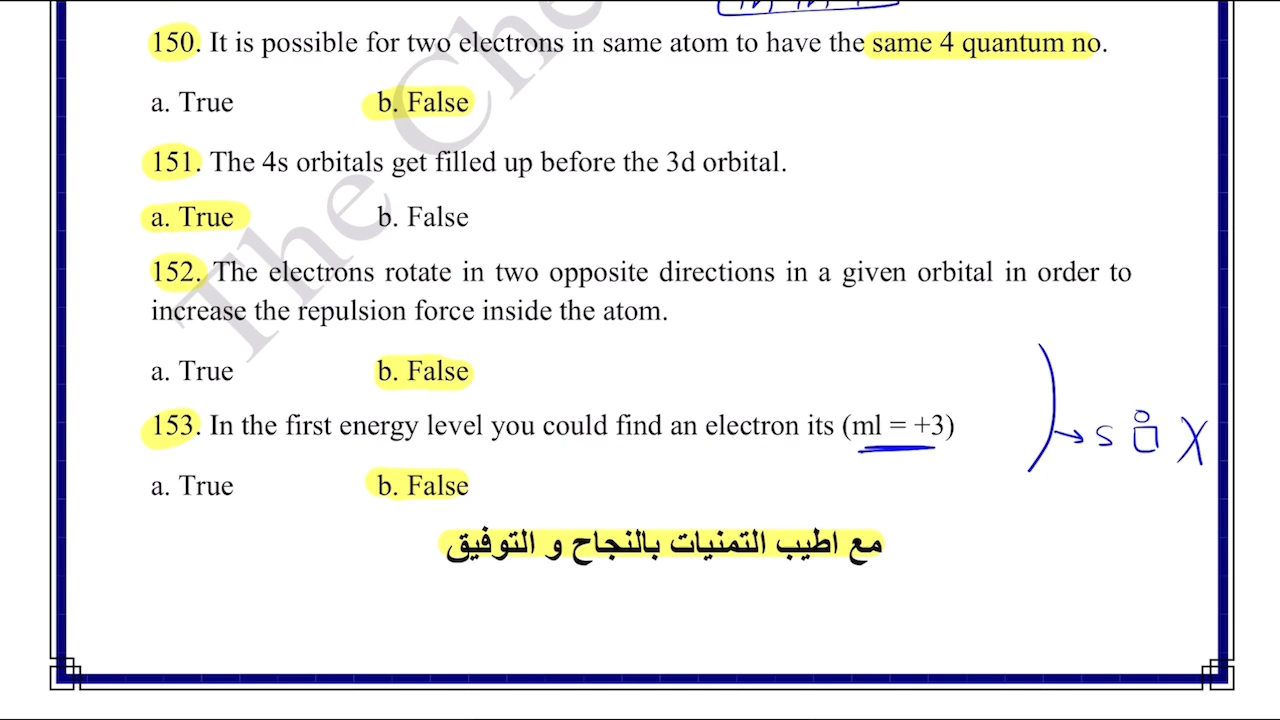 150. It is possible for two electrons in same atom to have the same 4 quantum no.
a. True b. False
151. The 4s orbitals get filled up before the 3d orbital.
a. True b. False
152. The electrons rotate in two opposite directions in a given orbital in order to
increase the repulsion force inside the atom.
a. True b. False
153. In the first energy level you could find an electron its (ml = +3)
s 0 X
a. True b. False
مع اطيب التمنيات بالنجاح و التوفيق
The Che